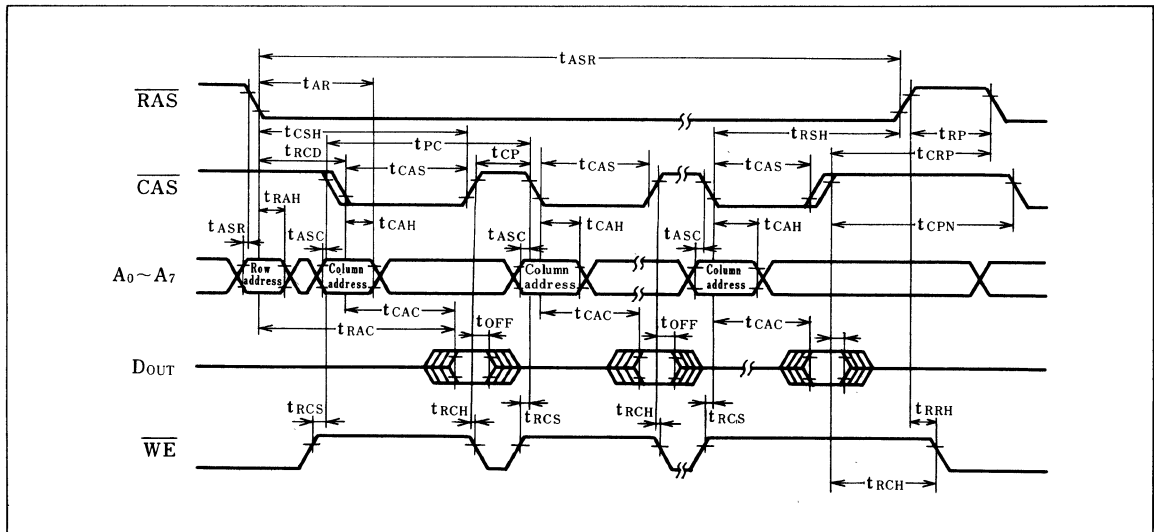 tASR
tAR
RAS
tCSH
tRSH
tRP
tRCD
tPC
tCP
tCRP
tCAS
tCAS
tCAS
CAS
tRAH
tASR
tASC
tCAH
tASC
tCAH
tASC
tCAH
tCPN
A0~A7
Row address
Column address
Column address
Column address
tCAC
tRAC
tOFF
tCAC
tOFF
tCAC
DOUT
tRCS
tRCH
tRCS
tRCH
tRCS
tRRH
WE
tRCH